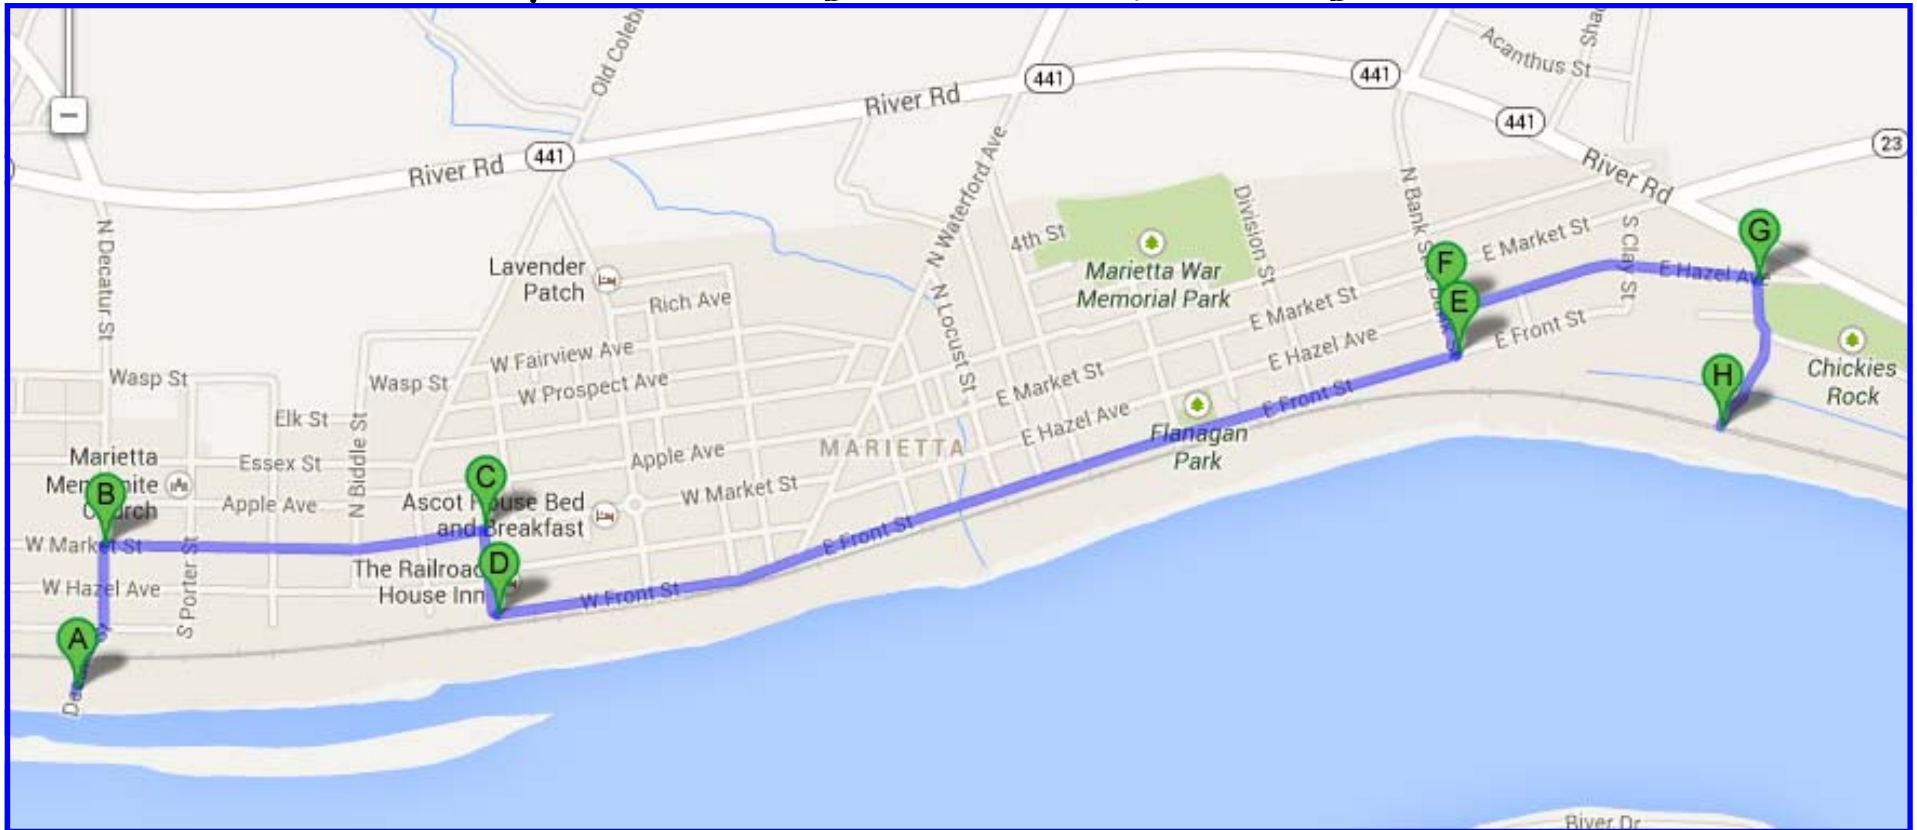 Old Colebr
441
River Rd
441
441
Acanthus St
Shad
441
River Rd
441
23
River Rd
N Decatur St
N Waterford Ave
N Bank St
Division St
S Clay St
4th St
Marietta War
Memorial Park
E Market St
F
E
G
E Hazel Ave
Lavender
Patch
Rich Ave
N Locust St
E Market St
E Front St
W Fairview Ave
E Hazel Ave
Wasp St
Wasp St
W Prospect Ave
E Market St
E Front St
H
Chickies
Rock
Elk St
N Biddle St
E Hazel Ave
Flanagan
Park
MARIETTA
Marietta
Mennonite
Church
Essex St
Apple Ave
B
C
W Market St
Apple Ave
Ascot House Bed
and Breakfast
W Market St
E Front St
S Porter St
W Hazel Ave
The Railroad
House Inn
D
W Front St
A
River Dr